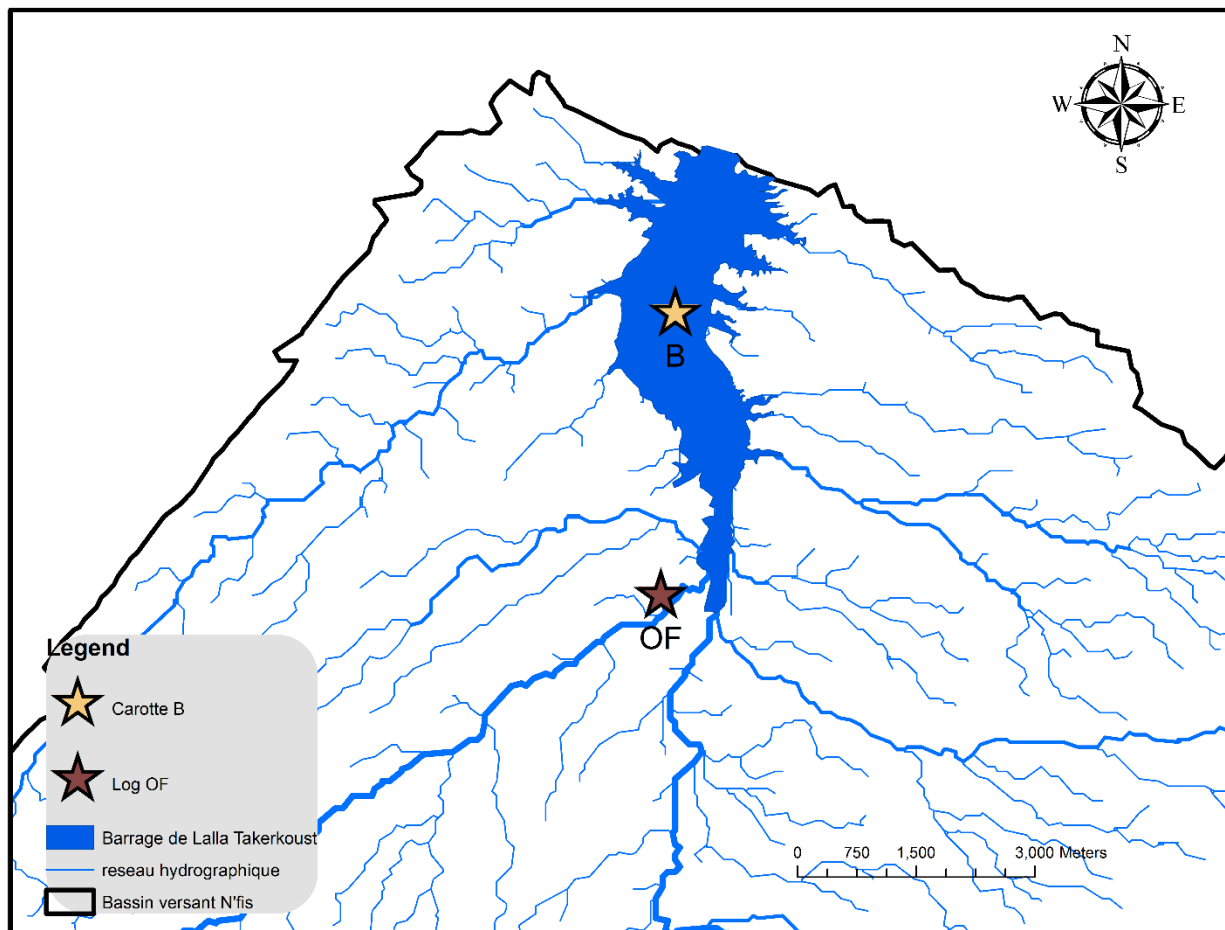 N
W E
S
B
OF
Legend
Carotte B
Log OF
Barrage de Lalla Takerkoust
reseau hydrographique
Bassin versant N'fis
0 750 1,500 3,000 Meters